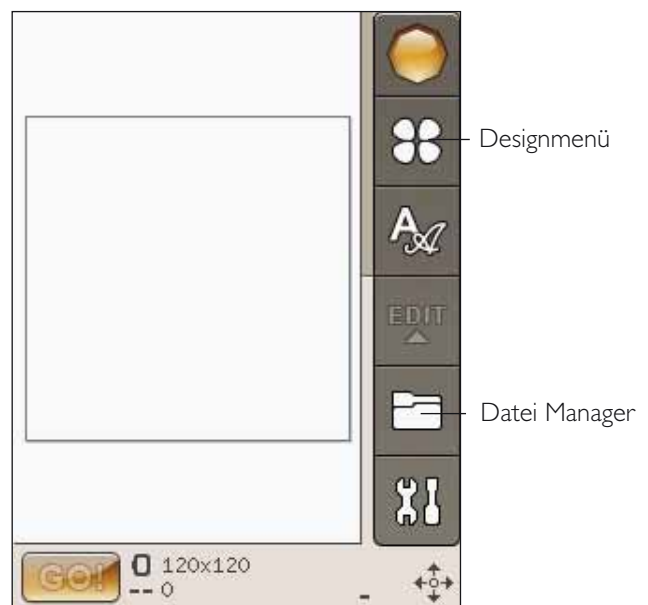 Designmenü
A A
EDIT
Datei Manager
GO!
120x120
-- 0
-